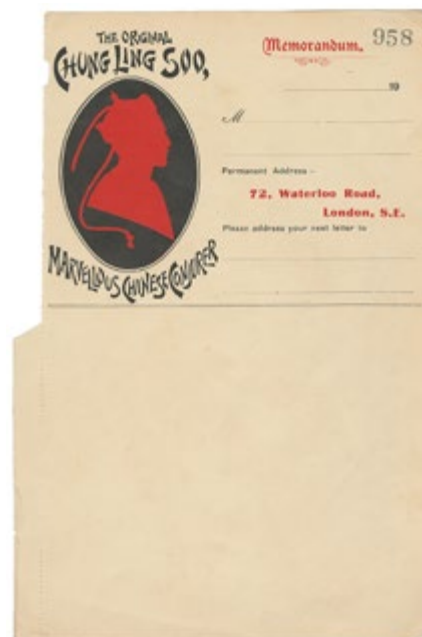 THE ORIGINAL
CHUNG LING SOO,
MARVELLOUS CHINESE CONJURER
Memorandum. 958
19
M
Permanent Address –
72, Waterloo Road,
London, S.E.
Please address your next letter to